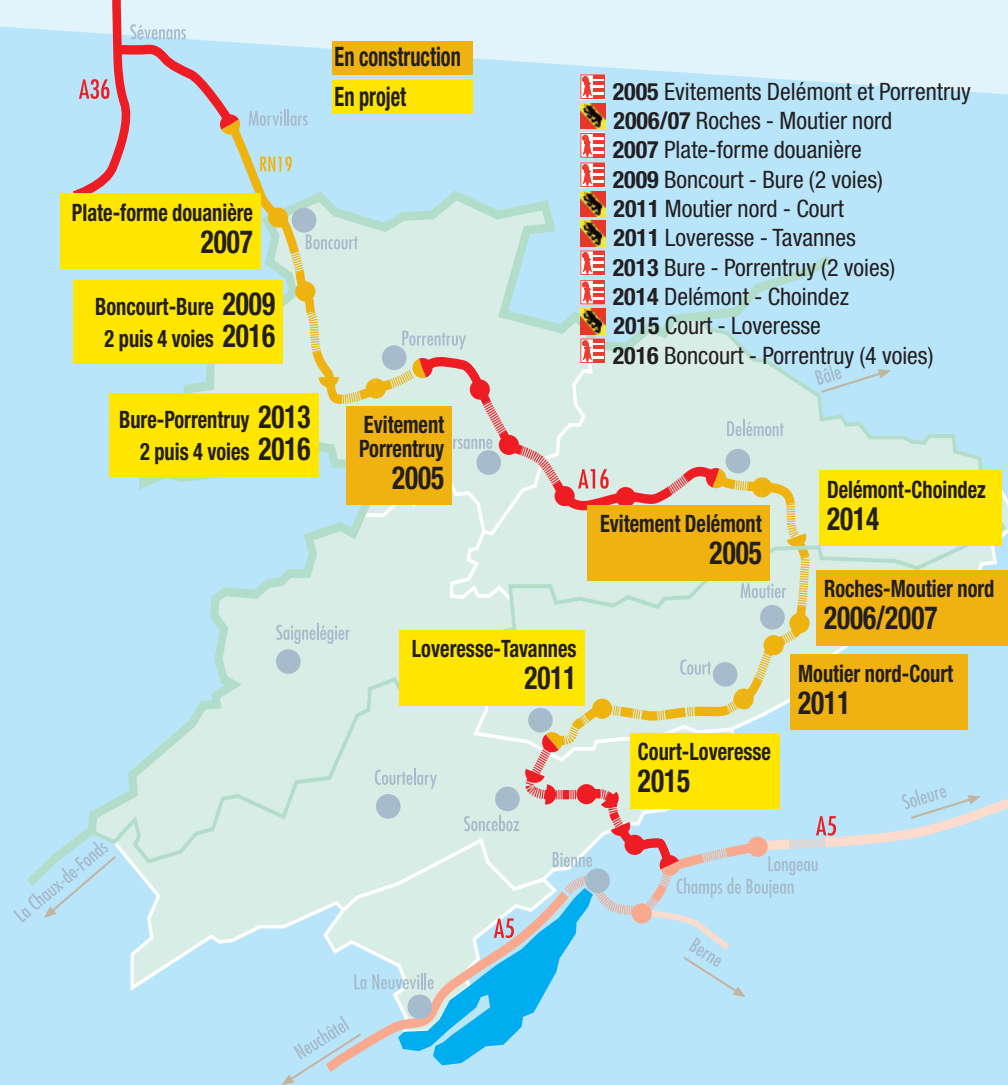 Sévenans
A36
Morvillars
RN19
En construction
En projet
2005 Evitements Delémont et Porrentruy
2006/07 Roches - Moutier nord
2007 Plate-forme douanière
2009 Boncourt - Bure (2 voies)
2011 Moutier nord - Court
2011 Loveresse - Tavannes
2013 Bure - Porrentruy (2 voies)
2014 Delémont - Choindez
2015 Court - Loveresse
2016 Boncourt - Porrentruy (4 voies)
Plate-forme douanière
2007
Boncourt
Boncourt-Bure 2009
2 puis 4 voies 2016
Porrentruy
Bâle
Bure-Porrentruy 2013
2 puis 4 voies 2016
Evitement
Porrentruy
2005
rsanne
Delémont
A16
Evitement Delémont
2005
Delémont-Choindez
2014
Moutier
Roches-Moutier nord
2006/2007
Saignelégier
Loveresse-Tavannes
2011
Court
Moutier nord-Court
2011
Court-Loveresse
2015
Courtelary
Sonceboz
Soleure
A5
Longeau
Bienne
Champs de Boujean
La Chaux-de-Fonds
A5
Berne
La Neuveville
Neuchâtel